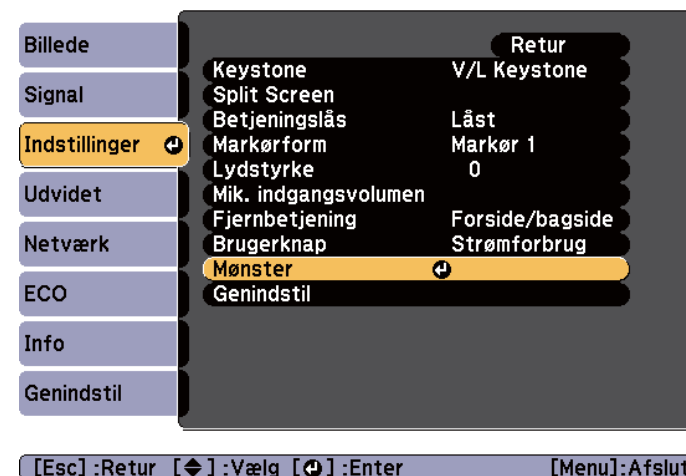 Billede
Signal
Indstillinger
Udvidet
Netværk
ECO
Info
Genindstil
Retur
Keystone V/L Keystone
Split Screen
Betjeningslås Låst
Markørform Markør 1
Lydstyrke 0
Mik. indgangsvolumen
Fjernbetjening Forside/bagside
Brugerknap Strømforbrug
Mønster
Genindstil
[Esc] :Retur [◆] :Vælg [⏎] :Enter [Menu]:Afslut